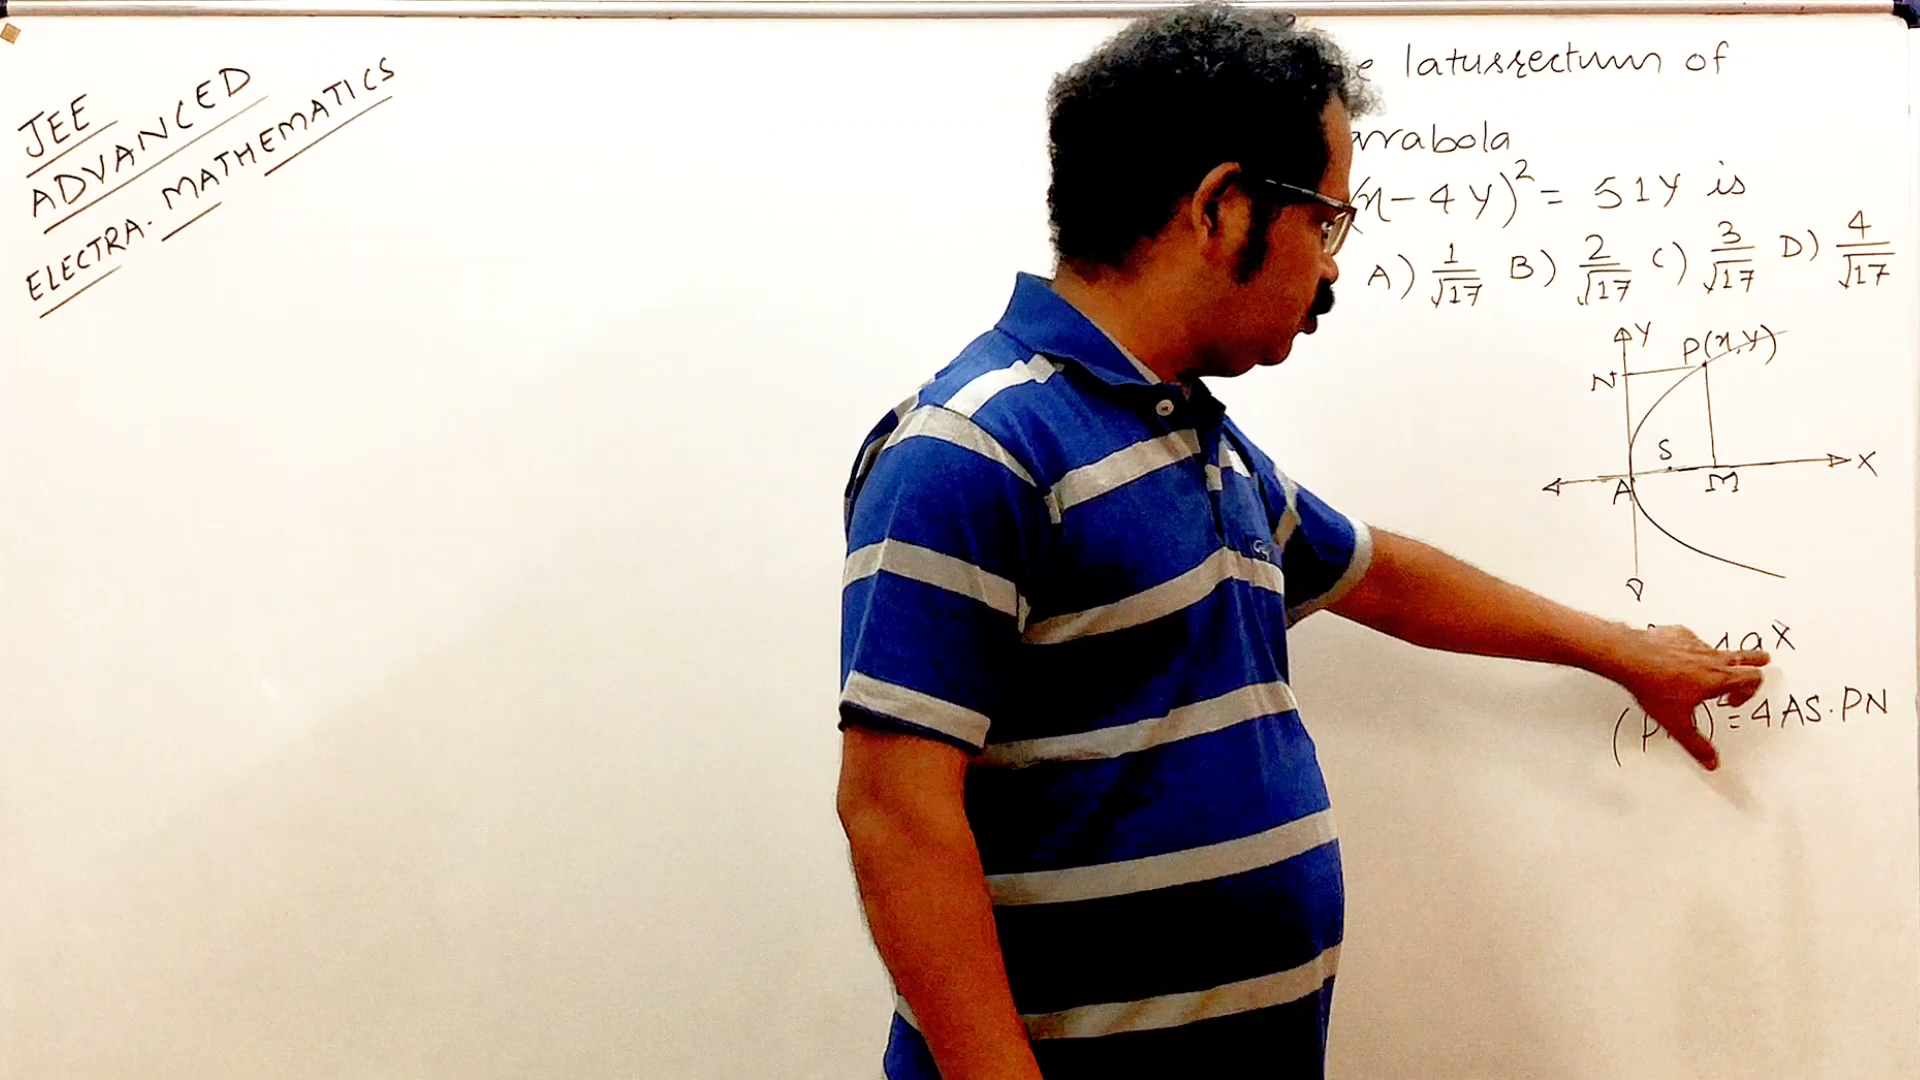 JEE
ADVANCED
ELECTRA. MATHEMATICS
latusrectum of
(x-4y)² = 51y is
A) 1/√17 B) 2/√17 C) 3/√17 D) 4/√17
Y
P(x,y)
N
S
X
A
M
4ax
= 4AS.PN